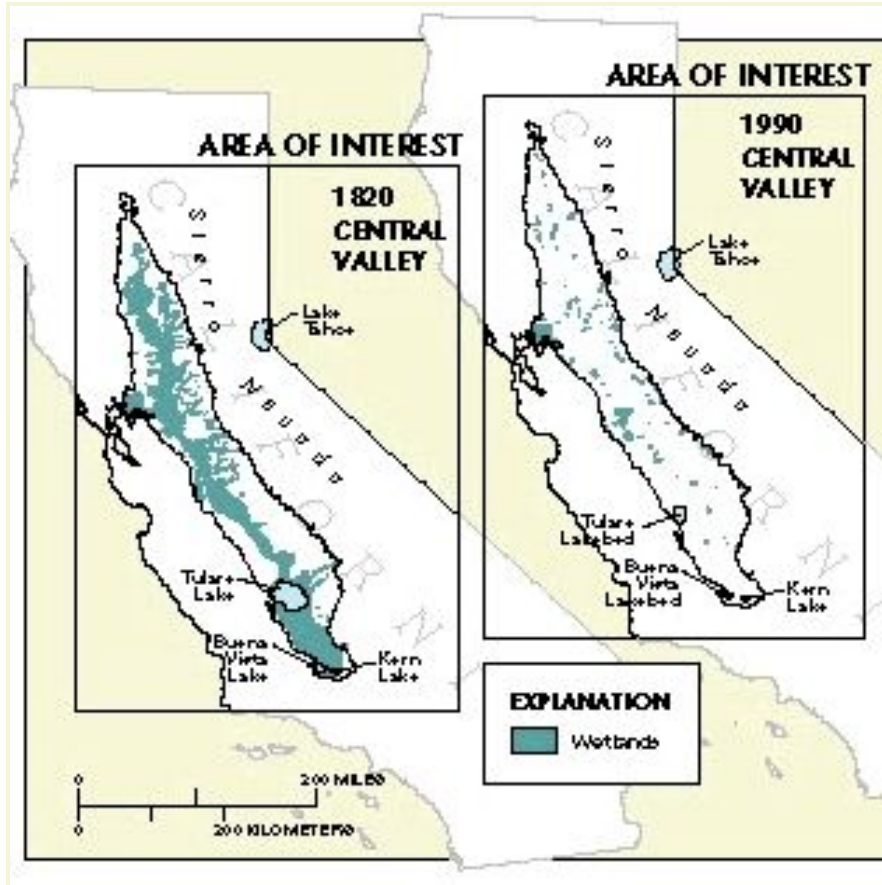 AREA OF INTEREST
1820
CENTRAL
VALLEY
Sierra
Nevada
Lake
Tahoe
Tulare
Lake
Buena
Vista
Lake
Kern
Lake
AREA OF INTEREST
1990
CENTRAL
VALLEY
Sierra
Nevada
Lake
Tahoe
Tulare
Lakebed
Buena
Vista
Lakebed
Kern
Lake
EXPLANATION
Wetlands
0 200 MILES
0 200 KILOMETERS